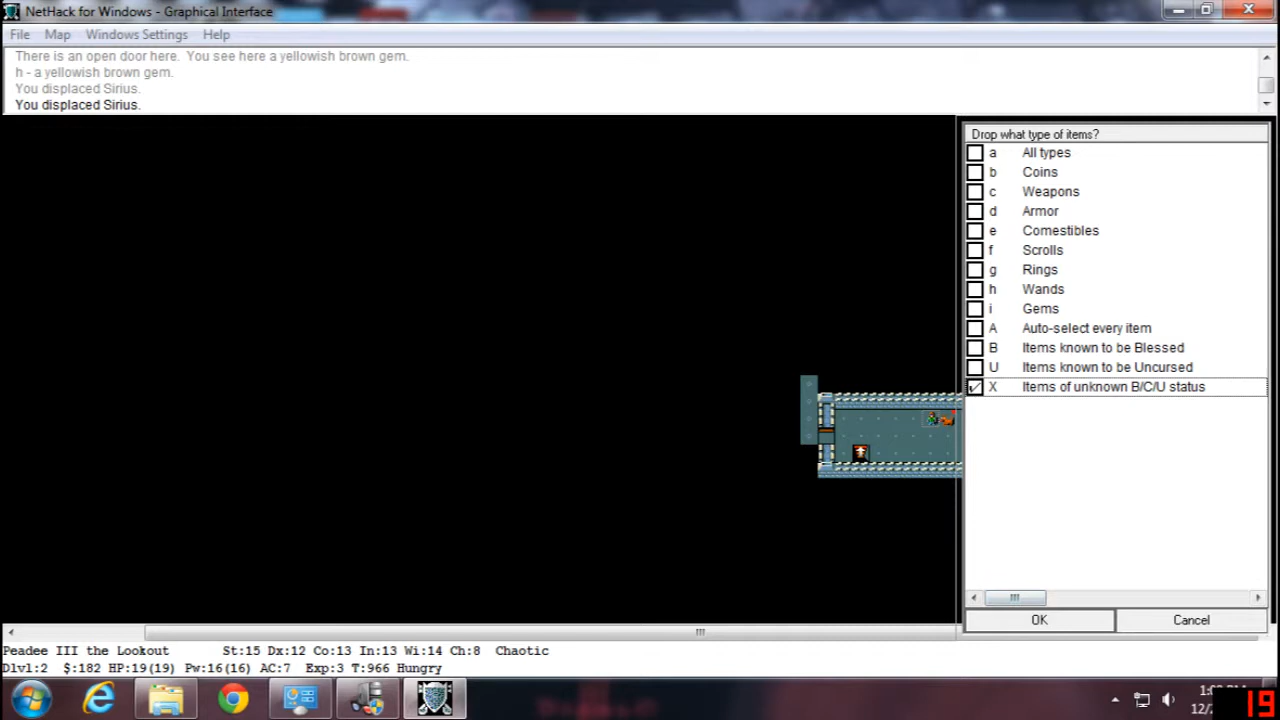 NetHack for Windows - Graphical Interface
File Map Windows Settings Help
There is an open door here. You see here a yellowish brown gem.
h - a yellowish brown gem.
You displaced Sirius.
You displaced Sirius.
Drop what type of items?
a All types
b Coins
c Weapons
d Armor
e Comestibles
f Scrolls
g Rings
h Wands
i Gems
A Auto-select every item
B Items known to be Blessed
U Items known to be Uncursed
X Items of unknown B/C/U status
OK Cancel
Peadee III the Lookout St:15 Dx:12 Co:13 In:13 Wi:14 Ch:8 Chaotic
Dlvl:2 $:182 HP:19(19) Pw:16(16) AC:7 Exp:3 T:966 Hungry
19